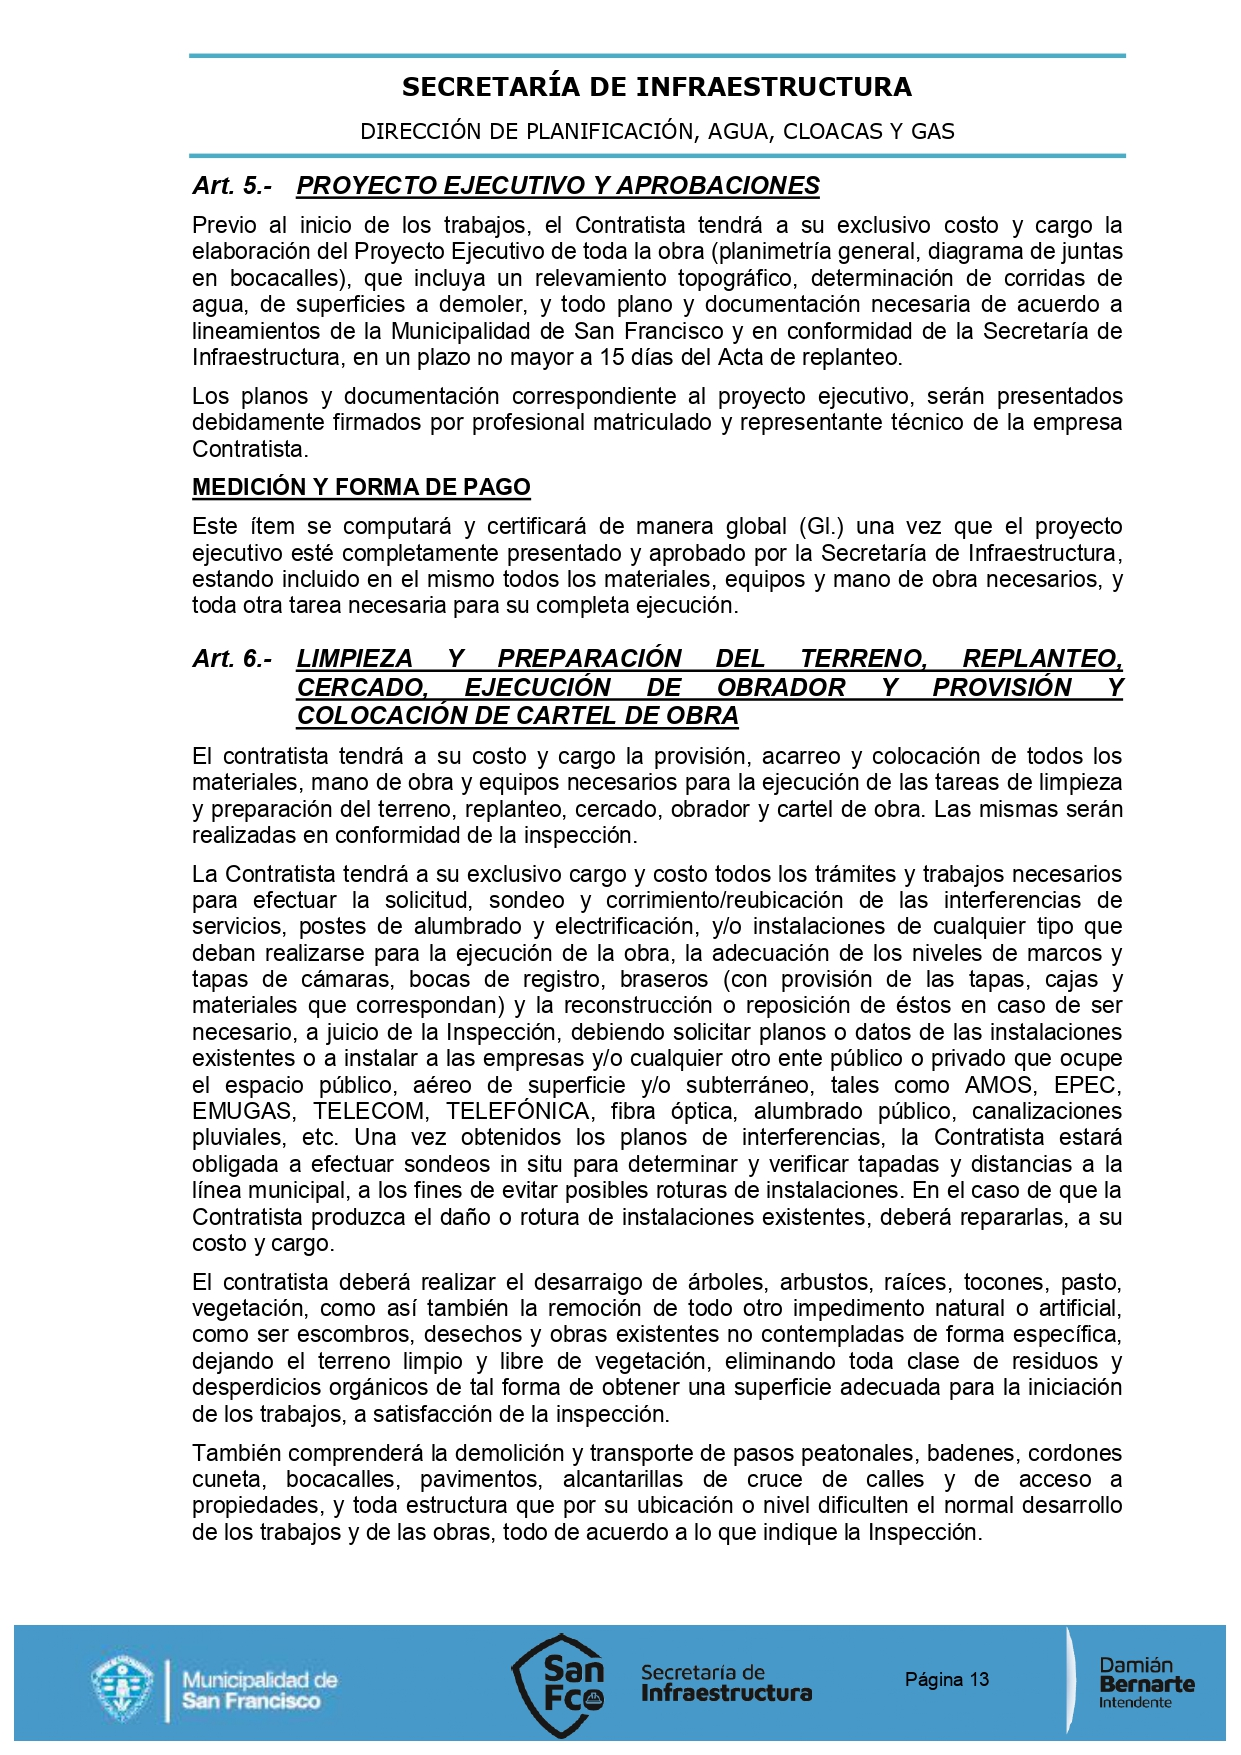 SECRETARÍA DE INFRAESTRUCTURA
DIRECCIÓN DE PLANIFICACIÓN, AGUA, CLOACAS Y GAS
Art. 5.- PROYECTO EJECUTIVO Y APROBACIONES
Previo al inicio de los trabajos, el Contratista tendrá a su exclusivo costo y cargo la
elaboración del Proyecto Ejecutivo de toda la obra (planimetría general, diagrama de juntas
en bocacalles), que incluya un relevamiento topográfico, determinación de corridas de
agua, de superficies a demoler, y todo plano y documentación necesaria de acuerdo a
lineamientos de la Municipalidad de San Francisco y en conformidad de la Secretaría de
Infraestructura, en un plazo no mayor a 15 días del Acta de replanteo.
Los planos y documentación correspondiente al proyecto ejecutivo, serán presentados
debidamente firmados por profesional matriculado y representante técnico de la empresa
Contratista.
MEDICIÓN Y FORMA DE PAGO
Este ítem se computará y certificará de manera global (Gl.) una vez que el proyecto
ejecutivo esté completamente presentado y aprobado por la Secretaría de Infraestructura,
estando incluido en el mismo todos los materiales, equipos y mano de obra necesarios, y
toda otra tarea necesaria para su completa ejecución.
Art. 6.- LIMPIEZA Y PREPARACIÓN DEL TERRENO, REPLANTEO,
CERCADO, EJECUCIÓN DE OBRADOR Y PROVISIÓN Y
COLOCACIÓN DE CARTEL DE OBRA
El contratista tendrá a su costo y cargo la provisión, acarreo y colocación de todos los
materiales, mano de obra y equipos necesarios para la ejecución de las tareas de limpieza
y preparación del terreno, replanteo, cercado, obrador y cartel de obra. Las mismas serán
realizadas en conformidad de la inspección.
La Contratista tendrá a su exclusivo cargo y costo todos los trámites y trabajos necesarios
para efectuar la solicitud, sondeo y corrimiento/reubicación de las interferencias de
servicios, postes de alumbrado y electrificación, y/o instalaciones de cualquier tipo que
deban realizarse para la ejecución de la obra, la adecuación de los niveles de marcos y
tapas de cámaras, bocas de registro, braseros (con provisión de las tapas, cajas y
materiales que correspondan) y la reconstrucción o reposición de éstos en caso de ser
necesario, a juicio de la Inspección, debiendo solicitar planos o datos de las instalaciones
existentes o a instalar a las empresas y/o cualquier otro ente público o privado que ocupe
el espacio público, aéreo de superficie y/o subterráneo, tales como AMOS, EPEC,
EMUGAS, TELECOM, TELEFÓNICA, fibra óptica, alumbrado público, canalizaciones
pluviales, etc. Una vez obtenidos los planos de interferencias, la Contratista estará
obligada a efectuar sondeos in situ para determinar y verificar tapadas y distancias a la
línea municipal, a los fines de evitar posibles roturas de instalaciones. En el caso de que la
Contratista produzca el daño o rotura de instalaciones existentes, deberá repararlas, a su
costo y cargo.
El contratista deberá realizar el desarraigo de árboles, arbustos, raíces, tocones, pasto,
vegetación, como así también la remoción de todo otro impedimento natural o artificial,
como ser escombros, desechos y obras existentes no contempladas de forma específica,
dejando el terreno limpio y libre de vegetación, eliminando toda clase de residuos y
desperdicios orgánicos de tal forma de obtener una superficie adecuada para la iniciación
de los trabajos, a satisfacción de la inspección.
También comprenderá la demolición y transporte de pasos peatonales, badenes, cordones
cuneta, bocacalles, pavimentos, alcantarillas de cruce de calles y de acceso a
propiedades, y toda estructura que por su ubicación o nivel dificulten el normal desarrollo
de los trabajos y de las obras, todo de acuerdo a lo que indique la Inspección.
Municipalidad de
San Francisco
San
Fco
Secretaría de
Infraestructura
Página 13
Damián
Bernarte
Intendente